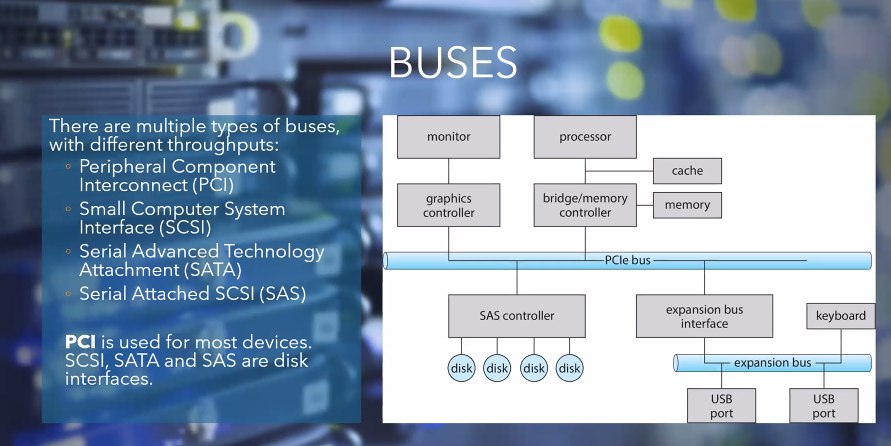 BUSES
There are multiple types of buses,
with different throughputs:
◦ Peripheral Component
Interconnect (PCI)
◦ Small Computer System
Interface (SCSI)
◦ Serial Advanced Technology
Attachment (SATA)
◦ Serial Attached SCSI (SAS)
PCI is used for most devices.
SCSI, SATA and SAS are disk
interfaces.
monitor
processor
cache
graphics
controller
bridge/memory
controller
memory
PCIe bus
SAS controller
expansion bus
interface
keyboard
disk
disk
disk
disk
expansion bus
USB
port
USB
port